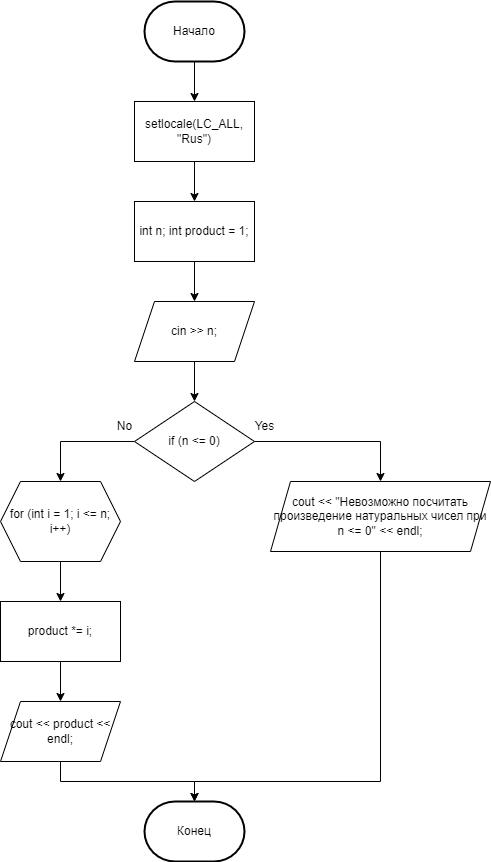 Начало
setlocale(LC_ALL,
"Rus")
int n; int product = 1;
cin >> n;
if (n <= 0)
No
Yes
for (int i = 1; i <= n;
i++)
cout << "Невозможно посчитать
произведение натуральных чисел при
n <= 0" << endl;
product *= i;
cout << product <<
endl;
Конец